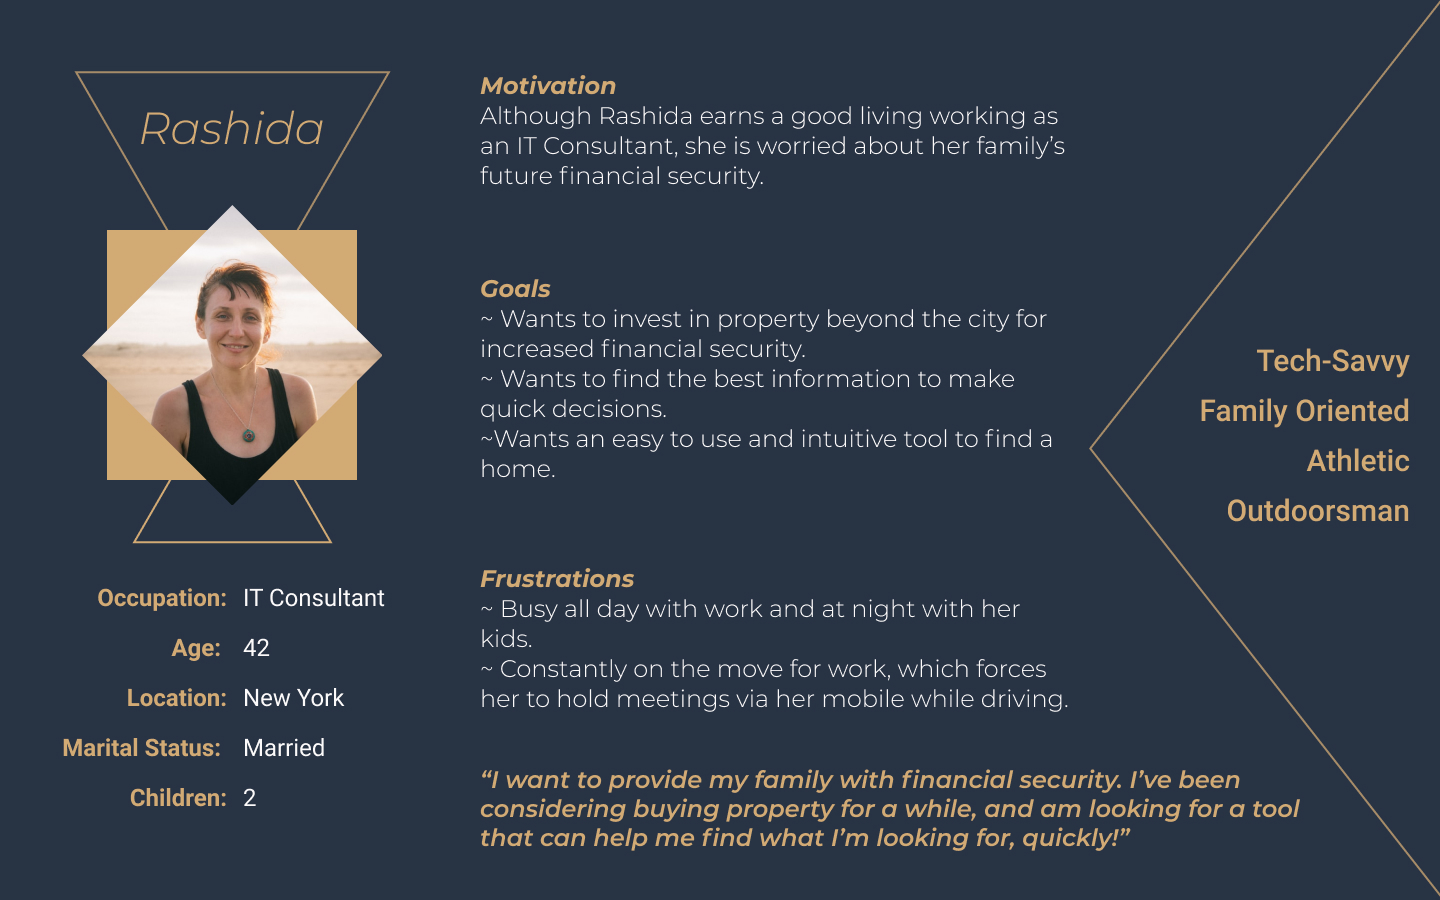 Rashida
Occupation: IT Consultant
Age: 42
Location: New York
Marital Status: Married
Children: 2
Motivation
Although Rashida earns a good living working as
an IT Consultant, she is worried about her family’s
future financial security.
Goals
~ Wants to invest in property beyond the city for
increased financial security.
~ Wants to find the best information to make
quick decisions.
~Wants an easy to use and intuitive tool to find a
home.
Frustrations
~ Busy all day with work and at night with her
kids.
~ Constantly on the move for work, which forces
her to hold meetings via her mobile while driving.
“I want to provide my family with financial security. I’ve been
considering buying property for a while, and am looking for a tool
that can help me find what I’m looking for, quickly!”
Tech-Savvy
Family Oriented
Athletic
Outdoorsman